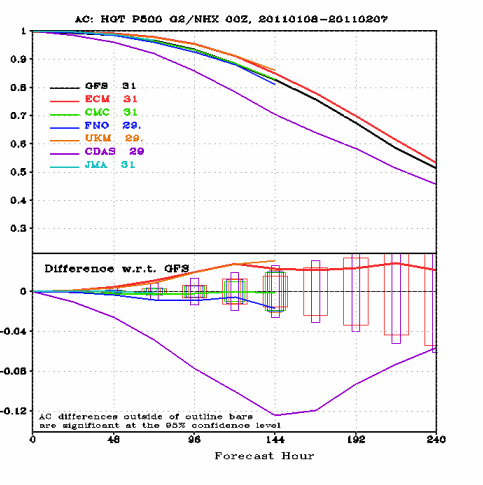 AC: HGT P500 G2/NHX 00Z, 20110108-20110207
1
0.9
0.8
0.7
0.6
0.5
0.4
0.3
GFS 31
ECM 31
CMC 31
FNO 29.
UKM 29.
CDAS 29
JMA 31
Difference w.r.t. GFS
0
-0.04
-0.08
-0.12
AC differences outside of outline bars
are significant at the 95% confidence level
0 48 96 144 192 240
Forecast Hour